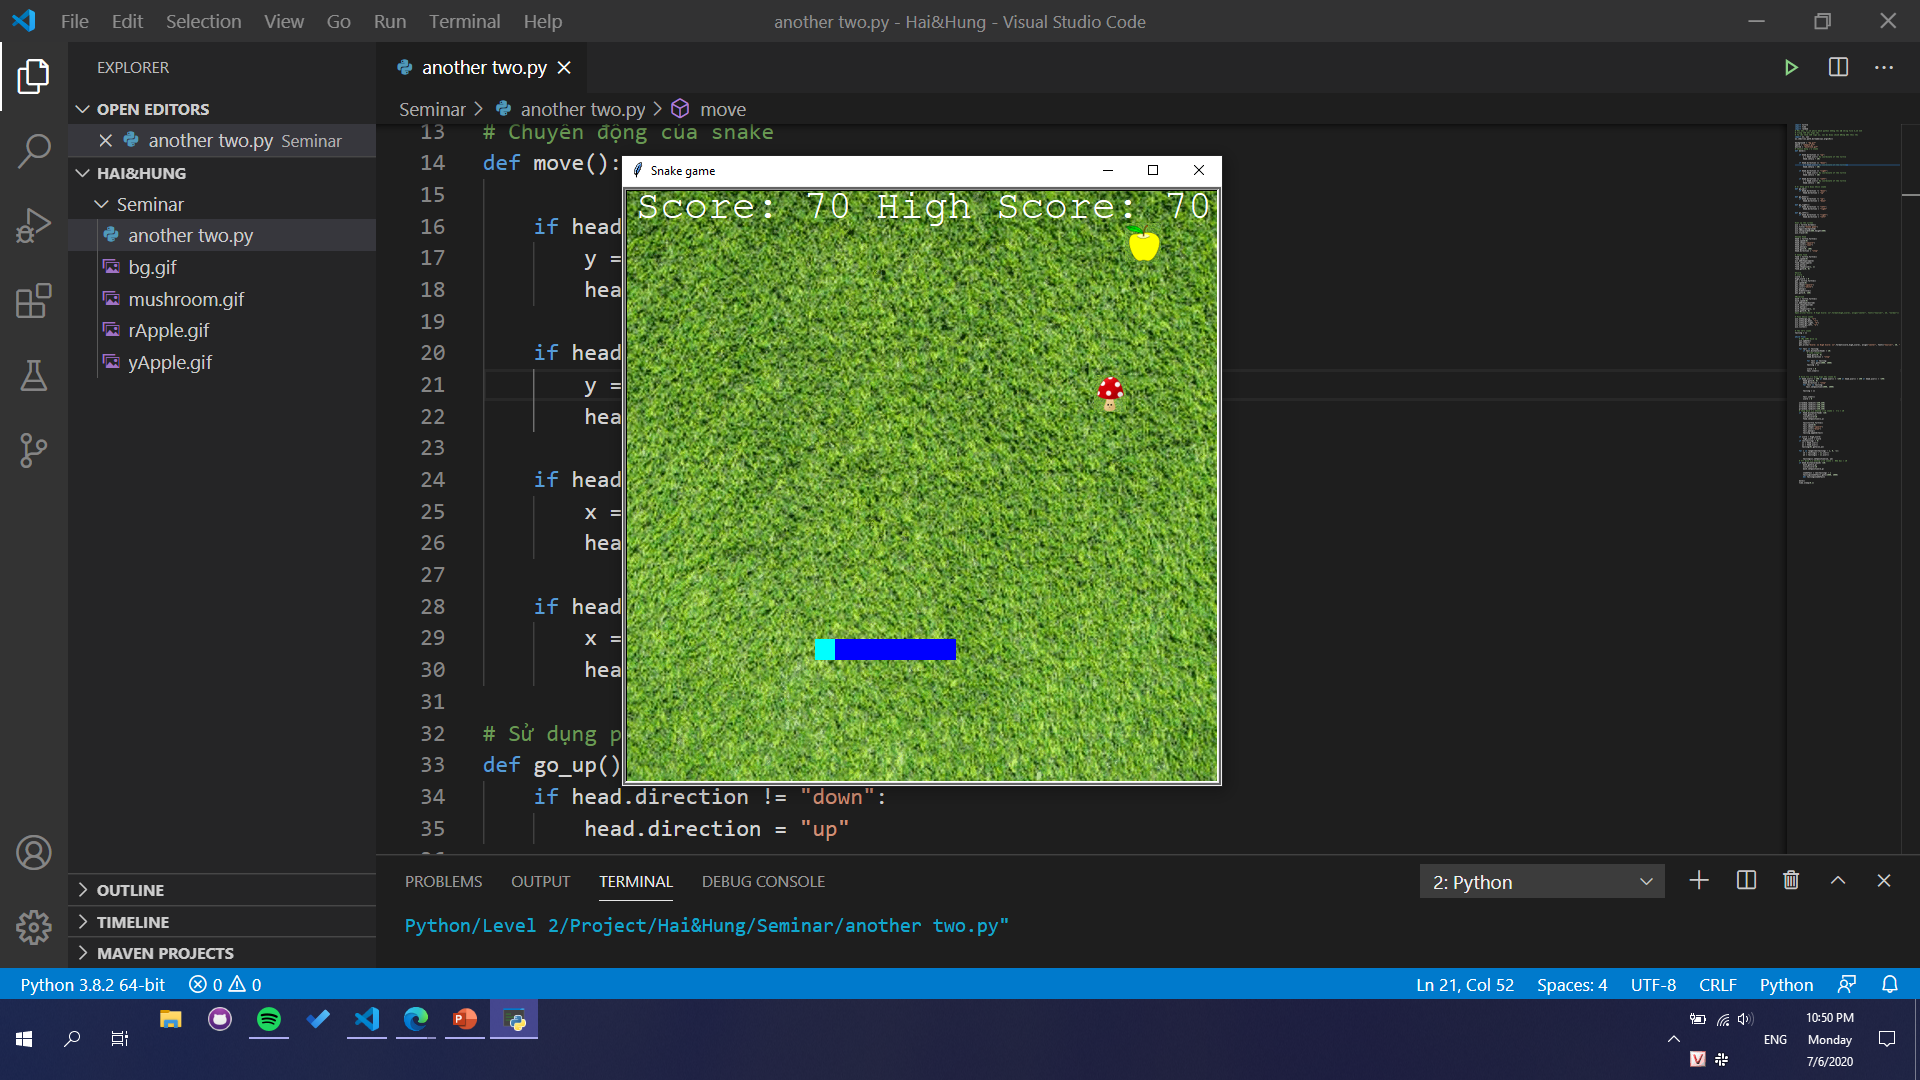 File Edit Selection View Go Run Terminal Help
another two.py - Hai&Hung - Visual Studio Code
EXPLORER
OPEN EDITORS
another two.py Seminar
HAI&HUNG
Seminar
another two.py
bg.gif
mushroom.gif
rApple.gif
yApple.gif
OUTLINE
TIMELINE
MAVEN PROJECTS
another two.py
Seminar > another two.py > move
13 # Chuyển động của snake
14 def move():
15
16 if head
17 y =
18 hea
19
20 if head
21 y =
22 hea
23
24 if head
25 x =
26 hea
27
28 if head
29 x =
30 hea
31
32 # Sử dụng p
33 def go_up()
34 if head.direction != "down":
35 head.direction = "up"
Snake game
Score: 70 High Score: 70
PROBLEMS OUTPUT TERMINAL DEBUG CONSOLE
2: Python
Python/Level 2/Project/Hai&Hung/Seminar/another two.py"
Python 3.8.2 64-bit 0 0
Ln 21, Col 52 Spaces: 4 UTF-8 CRLF Python
ENG
10:50 PM
Monday
7/6/2020